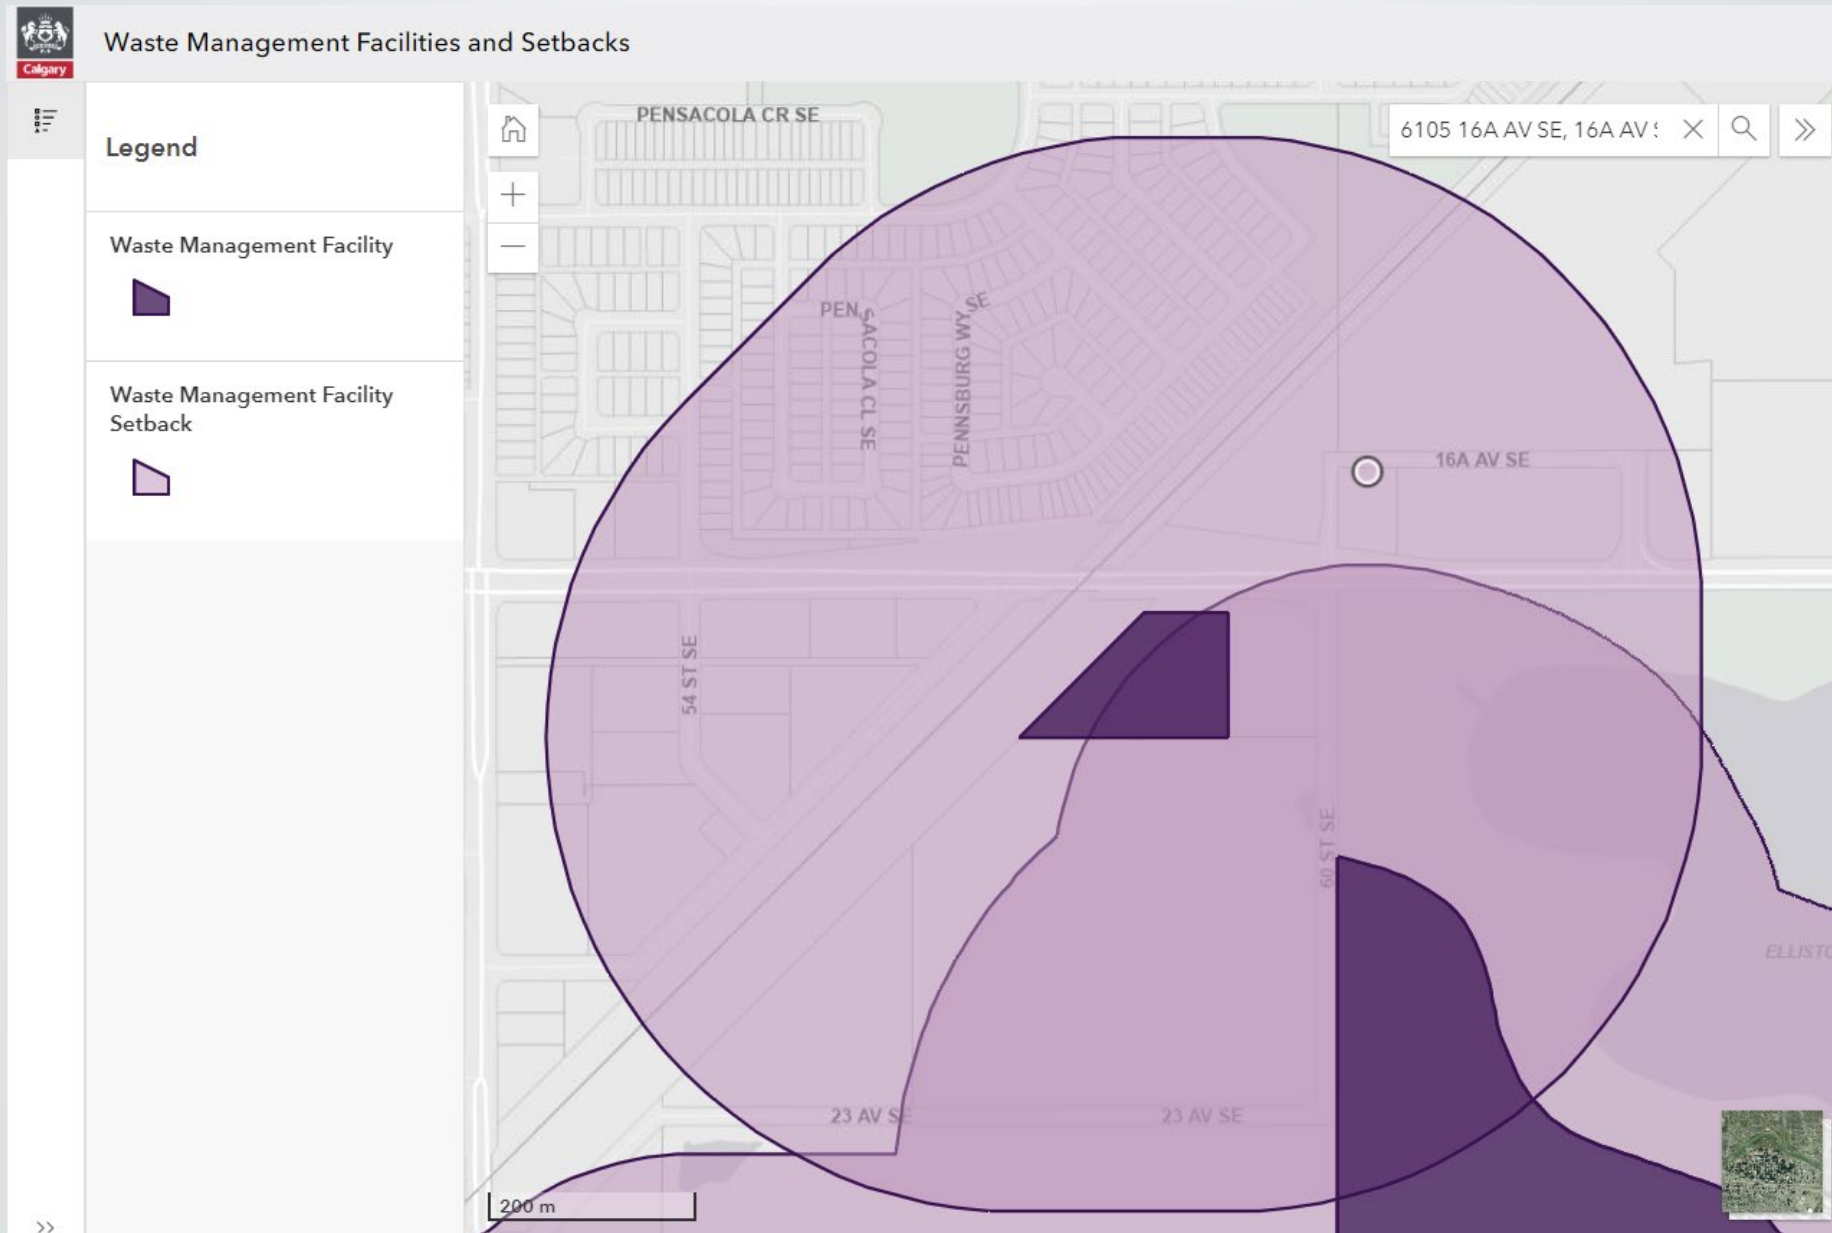 Calgary
Waste Management Facilities and Setbacks
Legend
Waste Management Facility
Waste Management Facility
Setback
PENSACOLA CR SE
6105 16A AV SE, 16A AV
PEN
SACOLA CL SE
PENNSBURG WY
SE
16A AV SE
54 ST SE
60 ST SE
ELLISTO
23 AV SE
23 AV SE
200 m